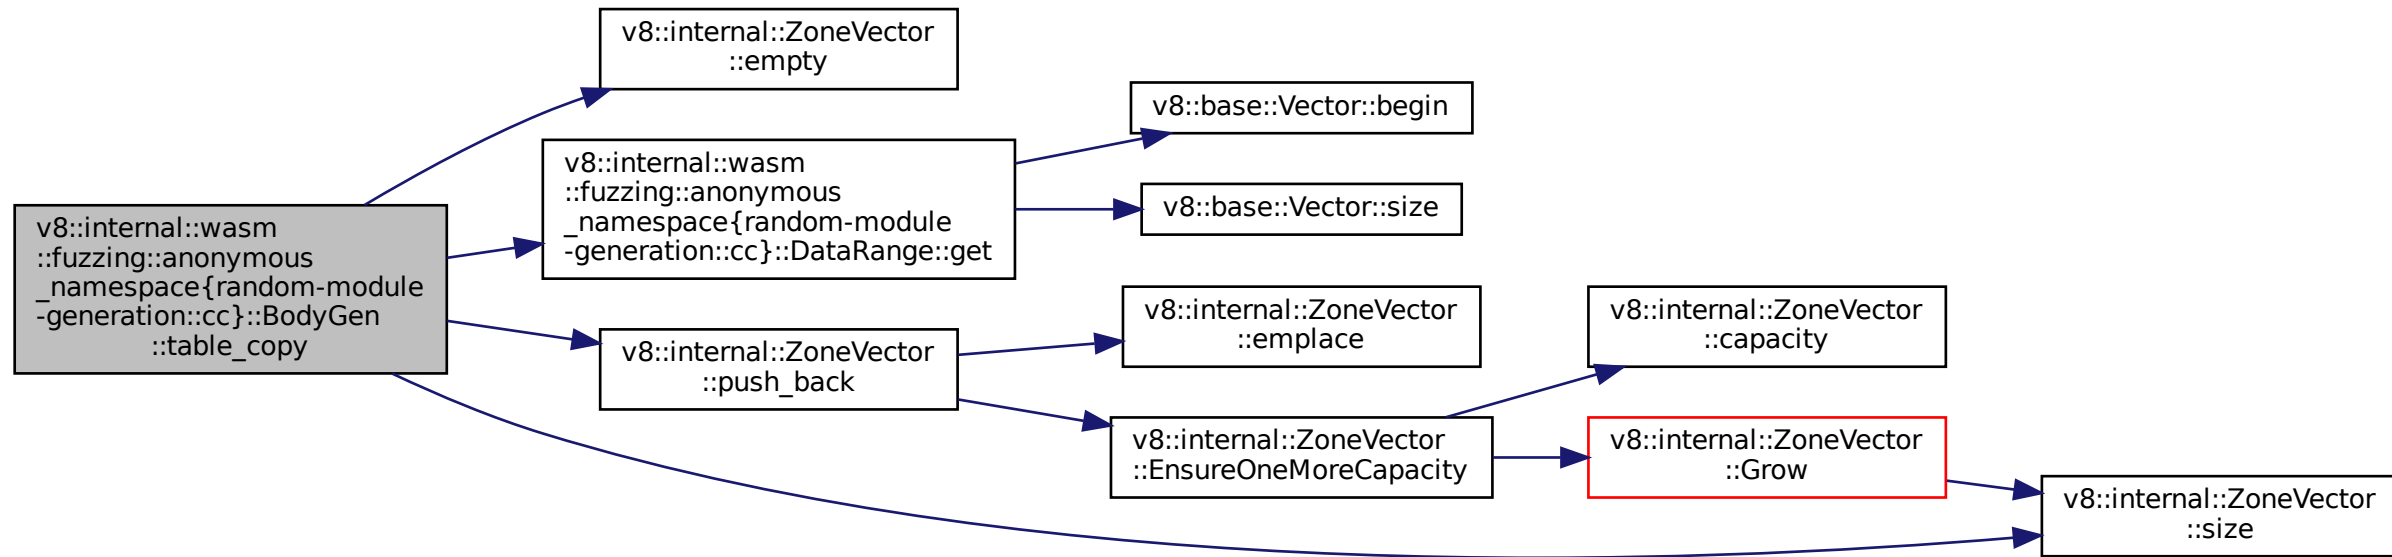 v8::internal::ZoneVector
::empty
v8::base::Vector::begin
v8::internal::wasm
::fuzzing::anonymous
_namespace{random-module
-generation::cc}::DataRange::get
v8::base::Vector::size
v8::internal::wasm
::fuzzing::anonymous
_namespace{random-module
-generation::cc}::BodyGen
::table_copy
v8::internal::ZoneVector
::emplace
v8::internal::ZoneVector
::capacity
v8::internal::ZoneVector
::push_back
v8::internal::ZoneVector
::EnsureOneMoreCapacity
v8::internal::ZoneVector
::Grow
v8::internal::ZoneVector
::size